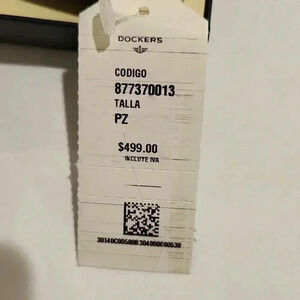 DOCKERS
CODIGO
877370013
TALLA
PZ
$499.00
INCLUYE IVA